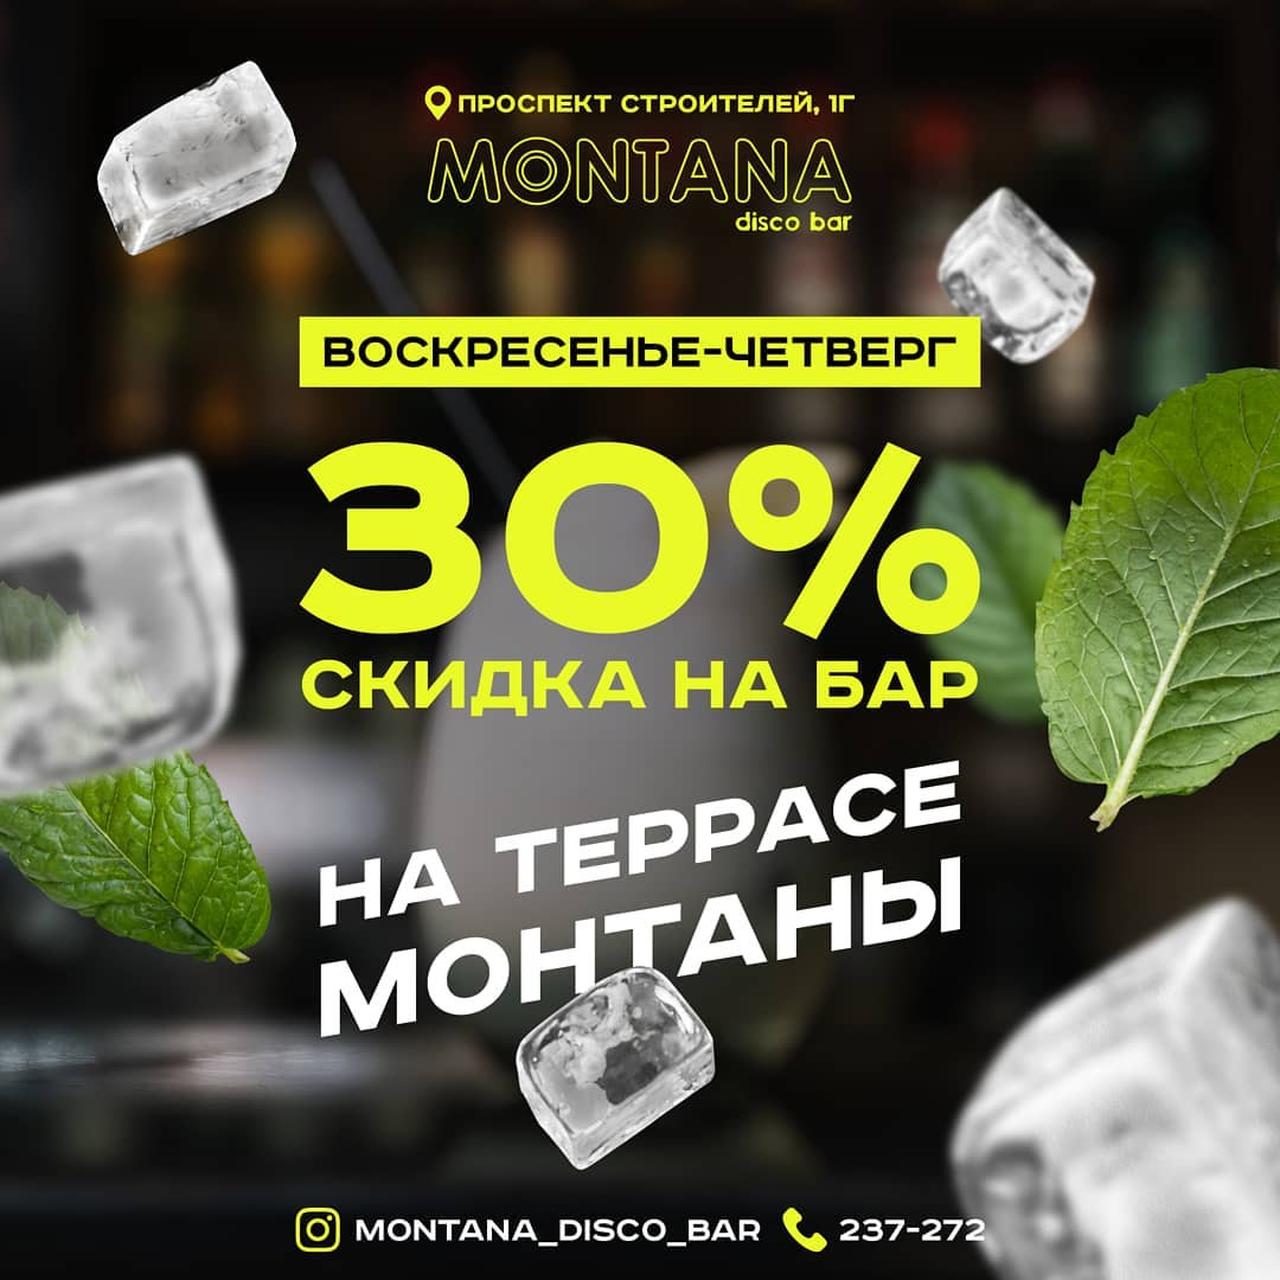 ПРОСПЕКТ СТРОИТЕЛЕЙ, 1Г
MONTANA
disco bar
ВОСКРЕСЕНЬЕ-ЧЕТВЕРГ
30%
СКИДКА НА БАР
НА ТЕРРАСЕ
МОНТАНЫ
MONTANA_DISCO_BAR 237-272